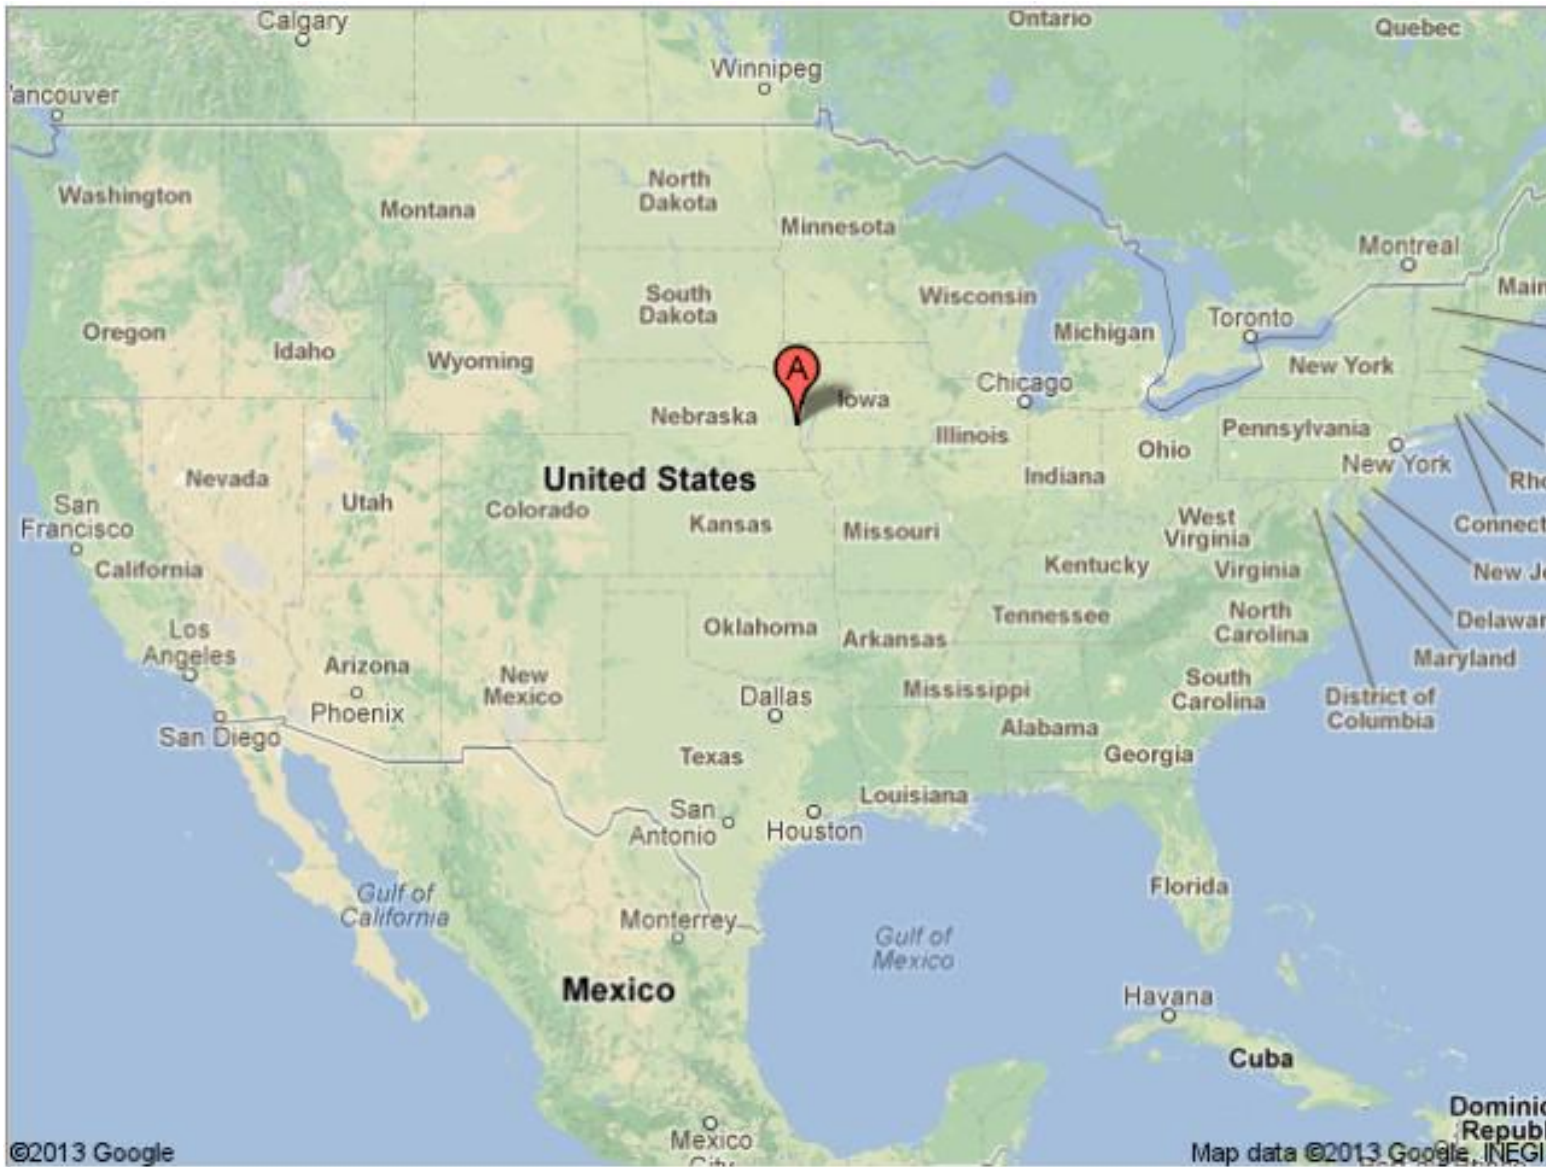 Calgary
Ontario
Quebec
Winnipeg
ancouver
Washington
Montana
North
Dakota
Minnesota
Montreal
South
Dakota
Wisconsin
Main
Oregon
Idaho
Wyoming
Michigan
Toronto
New York
A
Chicago
Iowa
Nebraska
Illinois
Pennsylvania
Ohio
New York
Nevada
United States
Indiana
Utah
Colorado
Rho
San
Francisco
Kansas
Missouri
West
Virginia
Connect
California
Kentucky
Virginia
New Je
Los
Angeles
Oklahoma
Arkansas
Tennessee
North
Carolina
Delawar
Maryland
Arizona
New
Mexico
Dallas
Mississippi
South
Carolina
District of
Columbia
Phoenix
San Diego
Alabama
Texas
Georgia
Louisiana
San
Antonio
Houston
Gulf of
California
Florida
Monterrey
Gulf of
Mexico
Mexico
Havana
Cuba
Dominic
Republ
Mexico
City
©2013 Google
Map data ©2013 Google, INEGI